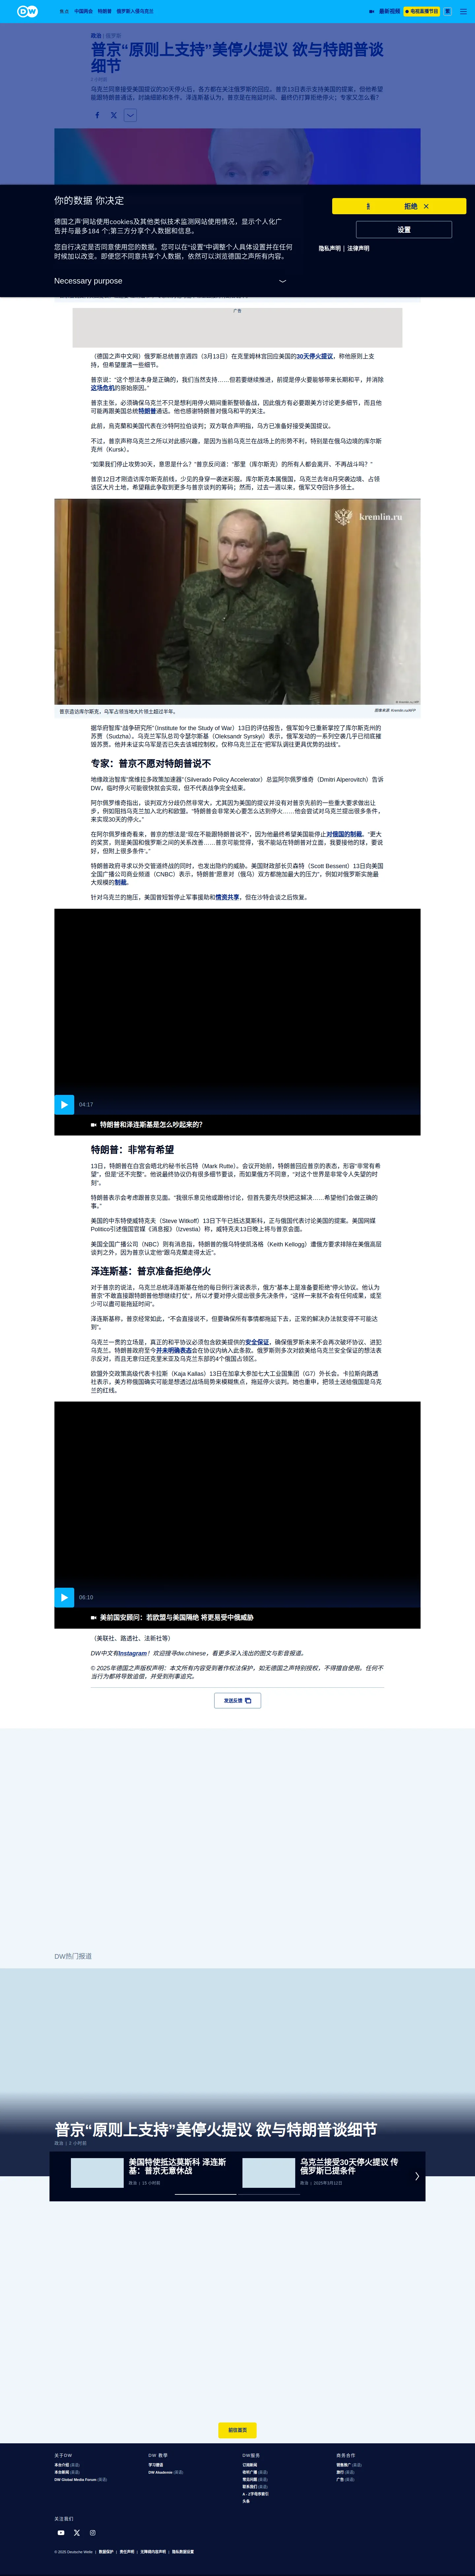 DW
焦点 中国两会 特朗普 俄罗斯入侵乌克兰
最新视频
电视直播节目
政治 | 俄罗斯
普京“原则上支持”美停火提议 欲与特朗普谈细节
1 小时前
乌克兰同意接受美国提议的30天停火后，各方都在关注俄罗斯的回应。普京13日表示支持美国的提案，但他希望能跟特朗普通话，讨论细部和条件。泽连斯基认为，普京是在拖延时间、最终仍打算拒绝停火；专家又怎么看?
你的数据 你决定
德国之声网站使用cookies及其他类似技术监测网站使用情况，显示个人化广告并与最多184 个;第三方分享个人数据和信息。
您自行决定是否同意使用您的数据。您可以在“设置”中调整个人具体设置并在任何时候加以改变。即便您不同意共享个人数据，依然可以浏览德国之声所有内容。
Necessary purpose
拒绝
设置
隐私声明 | 法律声明
广告
（德国之声中文网）俄罗斯总统普京週四（3月13日）在克里姆林宫回应美国的30天停火提议，称他原则上支持，但希望厘清一些细节。
普京说：“这个想法本身是正确的，我们当然支持……但若要继续推进，前提是停火要能够带来长期和平，并消除这场危机的原始原因。”
普京主张，必须确保乌克兰不只是想利用停火期间重新整顿备战，因此俄方有必要跟美方讨论更多细节，而且他可能再跟美国总统特朗普通话。他也感谢特朗普对俄乌和平的关注。
此前，由克蘭和美国代表在沙特阿拉伯谈判；双方联合声明指，乌方已准备好接受美国提议。
不过，普京声称乌克兰之所以对此感兴趣，是因为当前乌克兰在战场上的形势不利，特别是在俄乌边境的库尔斯克州（Kursk）。
“如果我们停止攻势30天，意思是什么？”普京反问道：“那里（库尔斯克）的所有人都会离开、不再战斗吗？”
普京12日才刚造访库尔斯克前线，少见的身穿一袭迷彩服。库尔斯克本属俄国，乌克兰去年8月突袭边境、占领该区大片土地，希望藉此争取到更多与普京谈判的筹码；然而，过去一週以来，俄军又夺回许多领土。
kremlin.ru
普京造访库尔斯克，乌军占领当地大片领土超过半年。
图像来源: Kremlin.ru/AFP
据华府智库“战争研究所”（Institute for the Study of War）13日的评估报告，俄军如今已重新掌控了库尔斯克州的苏贾（Sudzha）。乌克兰军队总司令瑟尔斯基（Oleksandr Syrsky）表示，俄军发动的一系列空袭几乎已彻底摧毁苏贾。他并未证实乌军是否已失去该城控制权，仅称乌克兰正在“把军队调往更具优势的战线”。
专家：普京不愿对特朗普说不
地缘政治智库“席维拉多政策加速器”（Silverado Policy Accelerator）总监阿尔佩罗维奇（Dmitri Alperovitch）告诉DW，临时停火可能很快就会实现，但不代表战争完全结束。
阿尔佩罗维奇指出，谈判双方分歧仍然非常大，尤其因为美国的提议并没有对普京先前的一些重大要求做出让步，例如阻挡乌克兰加入北约和欧盟。“特朗普会非常关心要怎么达到停火……他会尝试对乌克兰提出很多条件，来实现30天的停火。”
在阿尔佩罗维奇看来，普京的想法是“现在不能跟特朗普说不”，因为他最终希望美国能停止对俄国的制裁。“更大的奖赏，则是美国和俄罗斯之间的关系改善……普京可能觉得，‘我不能站在特朗普对立面，我要接他的球，要说好，但附上很多条件’。”
特朗普政府寻求以外交管道终战的同时，也发出隐约的威胁。美国财政部长贝森特（Scott Bessent）13日向美国全国广播公司商业频道（CNBC）表示，特朗普“愿意对（俄乌）双方都施加最大的压力”，例如对俄罗斯实施最大规模的制裁。
针对乌克兰的施压，美国曾短暂停止军事援助和情资共享，但在沙特会谈之后恢复。
04:17
特朗普和泽连斯基是怎么吵起来的?
特朗普：非常有希望
13日，特朗普在白宫会晤北约秘书长吕特（Mark Rutte）。会议开始前，特朗普回应普京的表态，形容“非常有希望”，但是“还不完整”。他说最终协议仍有很多细节要谈，而如果俄方不同意，“对这个世界是非常令人失望的时刻”。
特朗普表示会考虑跟普京见面。“我很乐意见他或跟他讨论，但首先要先尽快把这解决……希望他们会做正确的事。”
美国的中东特使威特克夫（Steve Witkoff）13日下午已抵达莫斯科，正与俄国代表讨论美国的提案。美国网媒Politico引述俄国官媒《消息报》（Izvestia）称，威特克夫13日晚上将与普京会面。
美国全国广播公司（NBC）则有消息指，特朗普的俄乌特使凯洛格（Keith Kellogg）遭俄方要求排除在美俄高层谈判之外，因为普京认定他“跟乌克蘭走得太近”。
泽连斯基：普京准备拒绝停火
对于普京的说法，乌克兰总统泽连斯基在他的每日例行演说表示，俄方“基本上是准备要拒绝”停火协议。他认为普京“不敢直接跟特朗普他想继续打仗”，所以才要对停火提出很多先决条件，“这样一来就不会有任何成果，或至少可以盡可能拖延时间”。
泽连斯基称，普京经常如此，“不会直接说不，但要确保所有事情都拖延下去，正常的解决办法就变得不可能达到”。
乌克兰一贯的立场是，真正的和平协议必须包含欧美提供的安全保证，确保俄罗斯未来不会再次破坏协议、进犯乌克兰。特朗普政府至今并未明确表态会在协议内纳入此条款。俄罗斯则多次对欧美给乌克兰安全保证的想法表示反对，而且无意归还克里米亚及乌克兰东部的4个俄国占领区。
欧盟外交政策高级代表卡拉斯（Kaja Kallas）13日在加拿大参加七大工业国集团（G7）外长会。卡拉斯向路透社表示，美方称俄国确实可能是想透过战场局势来模糊焦点，拖延停火谈判。她也重申，把领土送给俄国是乌克兰的红线。
06:10
美前国安顾问：若欧盟与美国隔绝 将更易受中俄威胁
（美联社、路透社、法新社等）
DW中文有Instagram！欢迎搜寻dw.chinese，看更多深入浅出的图文与影音报道。
© 2025年德国之声版权声明：本文所有内容受到著作权法保护，如无德国之声特别授权，不得擅自使用。任何不当行为都将导致追偿，并受到刑事追究。
发送反馈
DW热门报道
普京“原则上支持”美停火提议 欲与特朗普谈细节
政治 | 2 小时前
美国特使抵达莫斯科 泽连斯基：普京无意休战
政治 | 15 小时前
乌克兰接受30天停火提议 传俄罗斯已提条件
政治 | 2025年3月12日
前往首页
关于DW
本台介绍 (英语)
本台新闻 (英语)
DW Global Media Forum (英语)
DW 教学
学习德语
DW Akademie (英语)
DW服务
订阅新闻
收听广播 (英语)
常见问题 (英语)
联系我们 (英语)
A - Z字母序索引
头条
商务合作
销售推广 (英语)
旅行 (英语)
广告 (英语)
关注我们
© 2025 Deutsche Welle | 数据保护 | 责任声明 | 无障碍内容声明 | 隐私数据设置